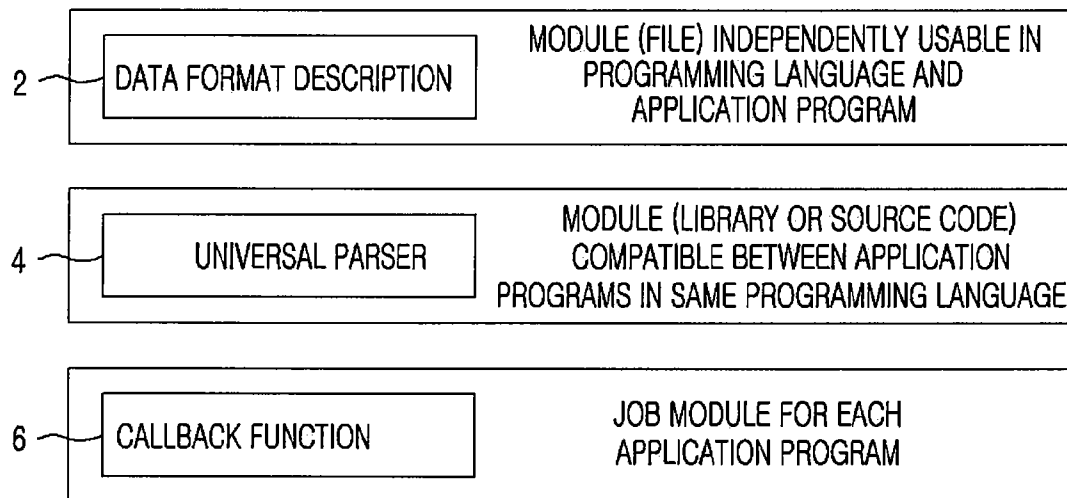 2
DATA FORMAT DESCRIPTION
MODULE (FILE) INDEPENDENTLY USABLE IN
PROGRAMMING LANGUAGE AND
APPLICATION PROGRAM
4
UNIVERSAL PARSER
MODULE (LIBRARY OR SOURCE CODE)
COMPATIBLE BETWEEN APPLICATION
PROGRAMS IN SAME PROGRAMMING LANGUAGE
6
CALLBACK FUNCTION
JOB MODULE FOR EACH
APPLICATION PROGRAM